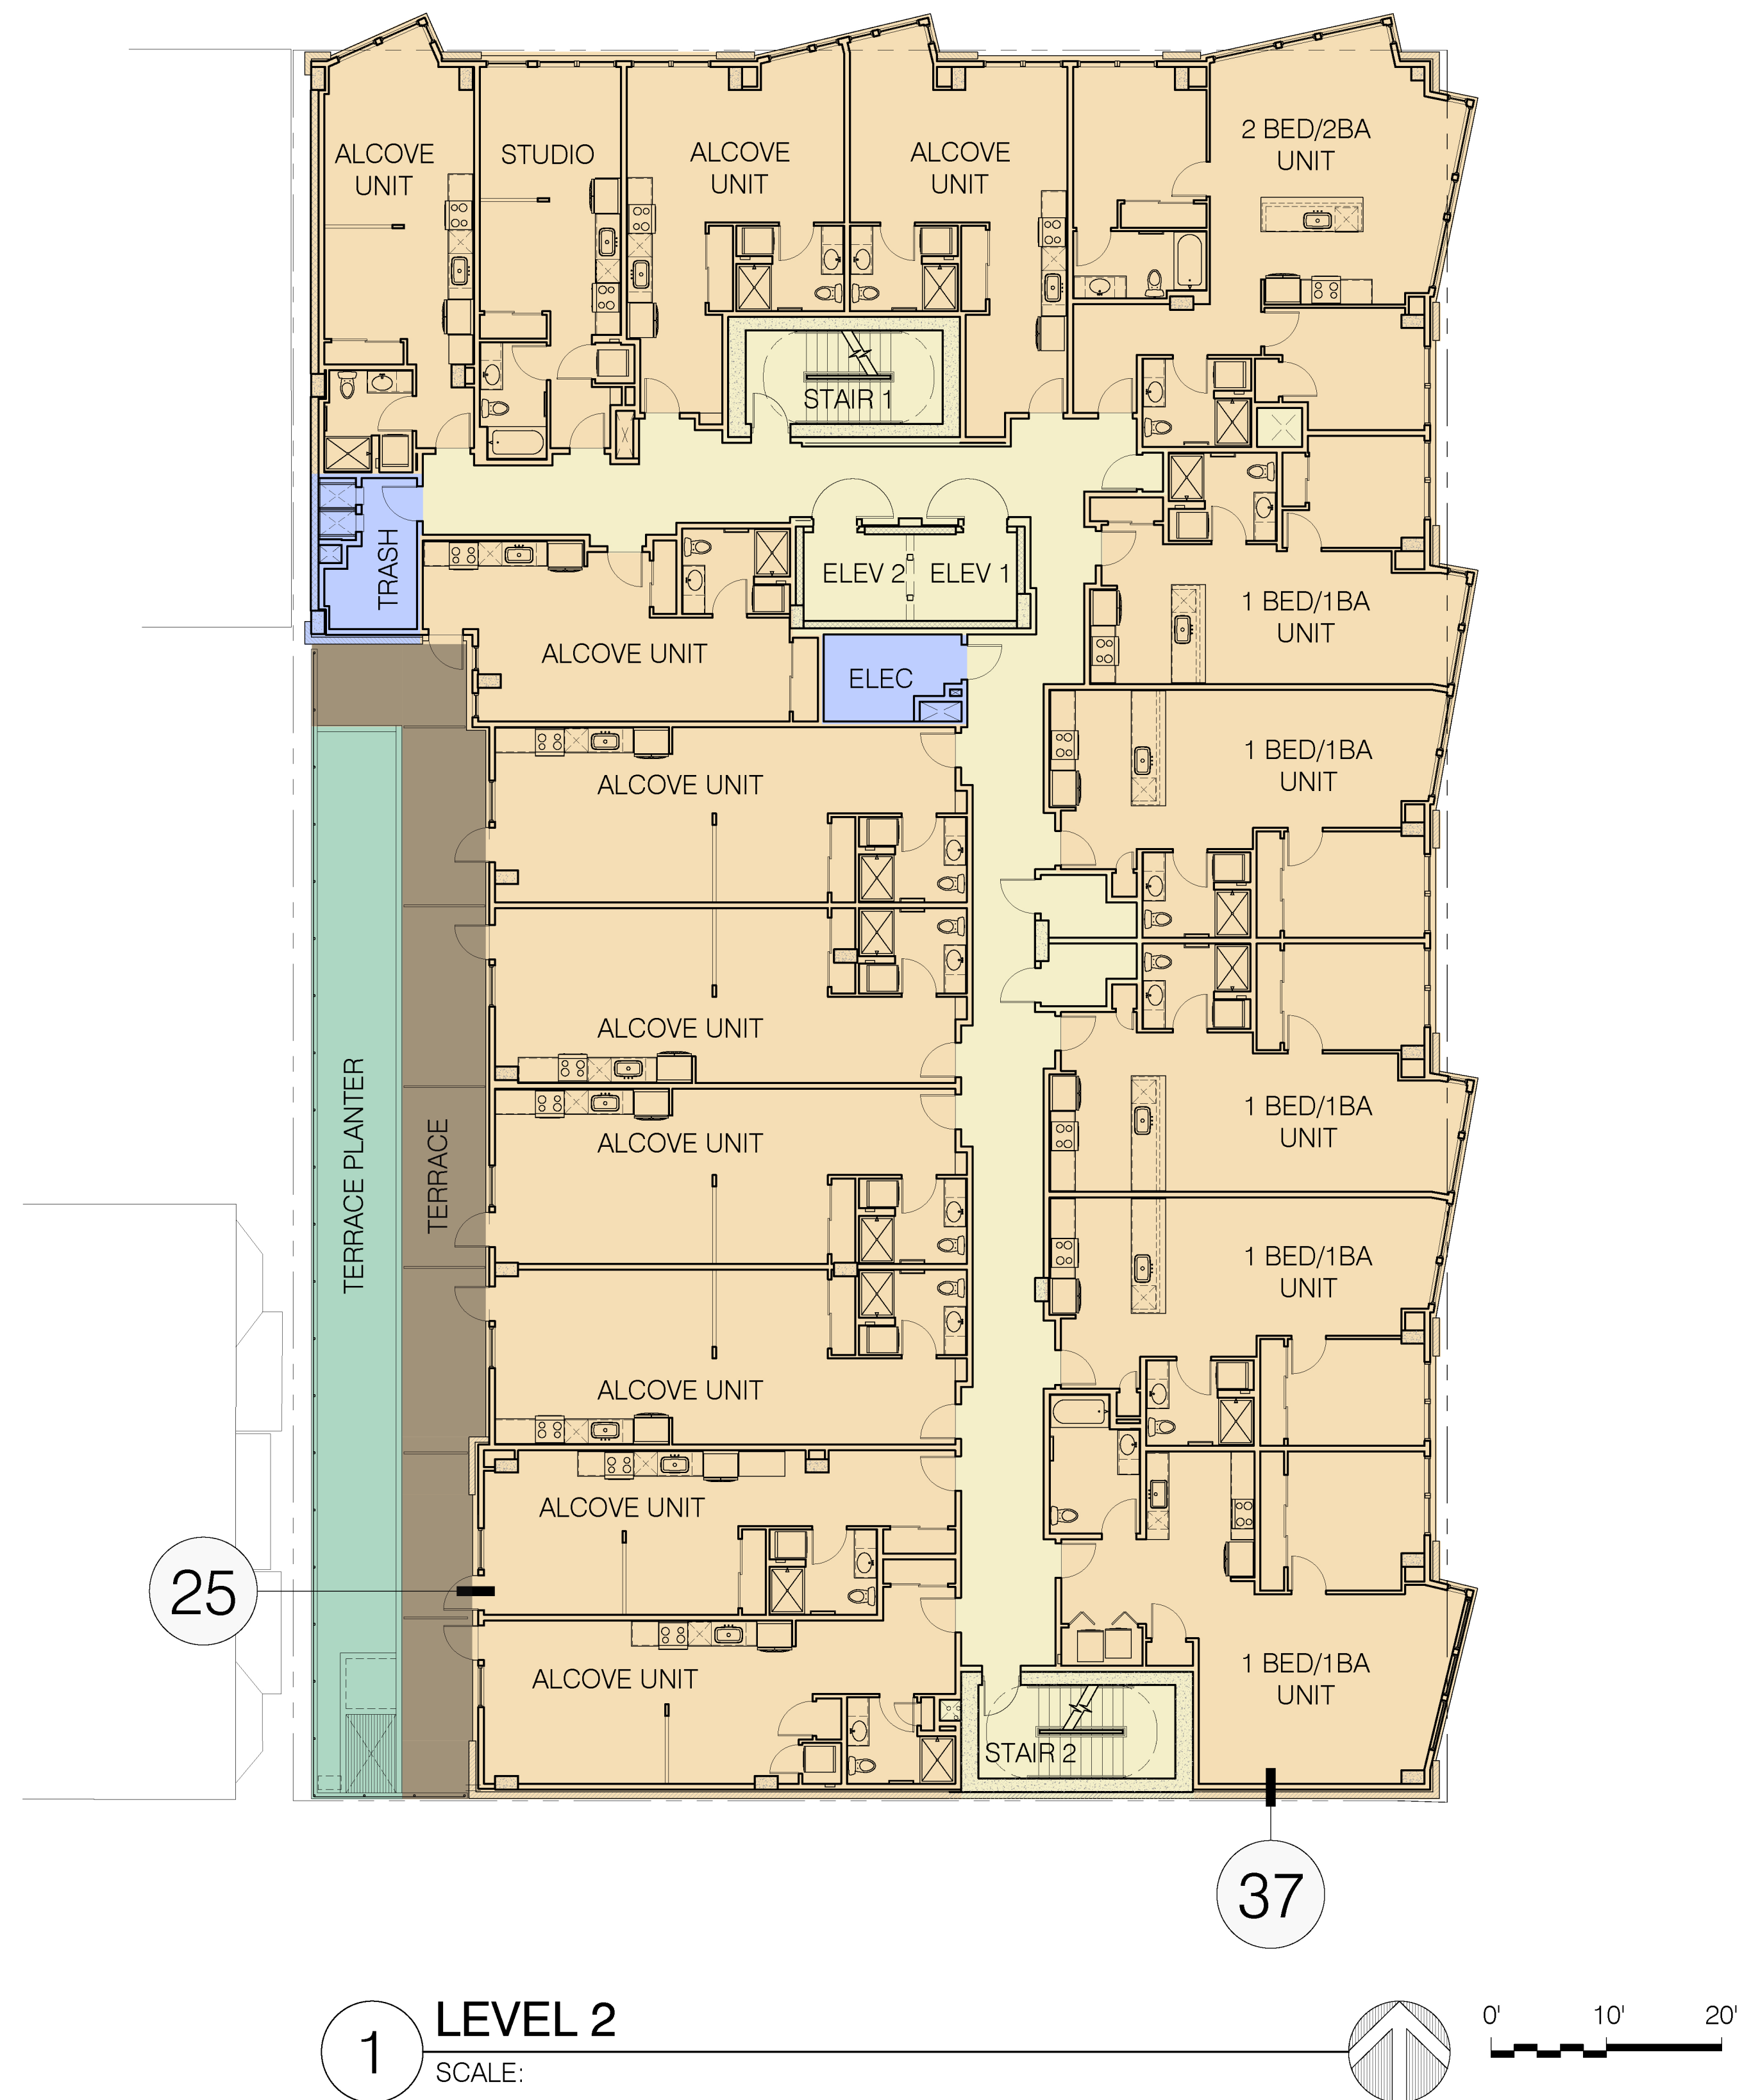 ALCOVE
UNIT
STUDIO
ALCOVE
UNIT
ALCOVE
UNIT
2 BED/2BA
UNIT
STAIR 1
TRASH
ELEV 2
ELEV 1
1 BED/1BA
UNIT
ALCOVE UNIT
ELEC
ALCOVE UNIT
1 BED/1BA
UNIT
ALCOVE UNIT
TERRACE PLANTER
TERRACE
ALCOVE UNIT
1 BED/1BA
UNIT
1 BED/1BA
UNIT
ALCOVE UNIT
ALCOVE UNIT
25
ALCOVE UNIT
1 BED/1BA
UNIT
STAIR 2
37
1
LEVEL 2
SCALE:
0' 10' 20'